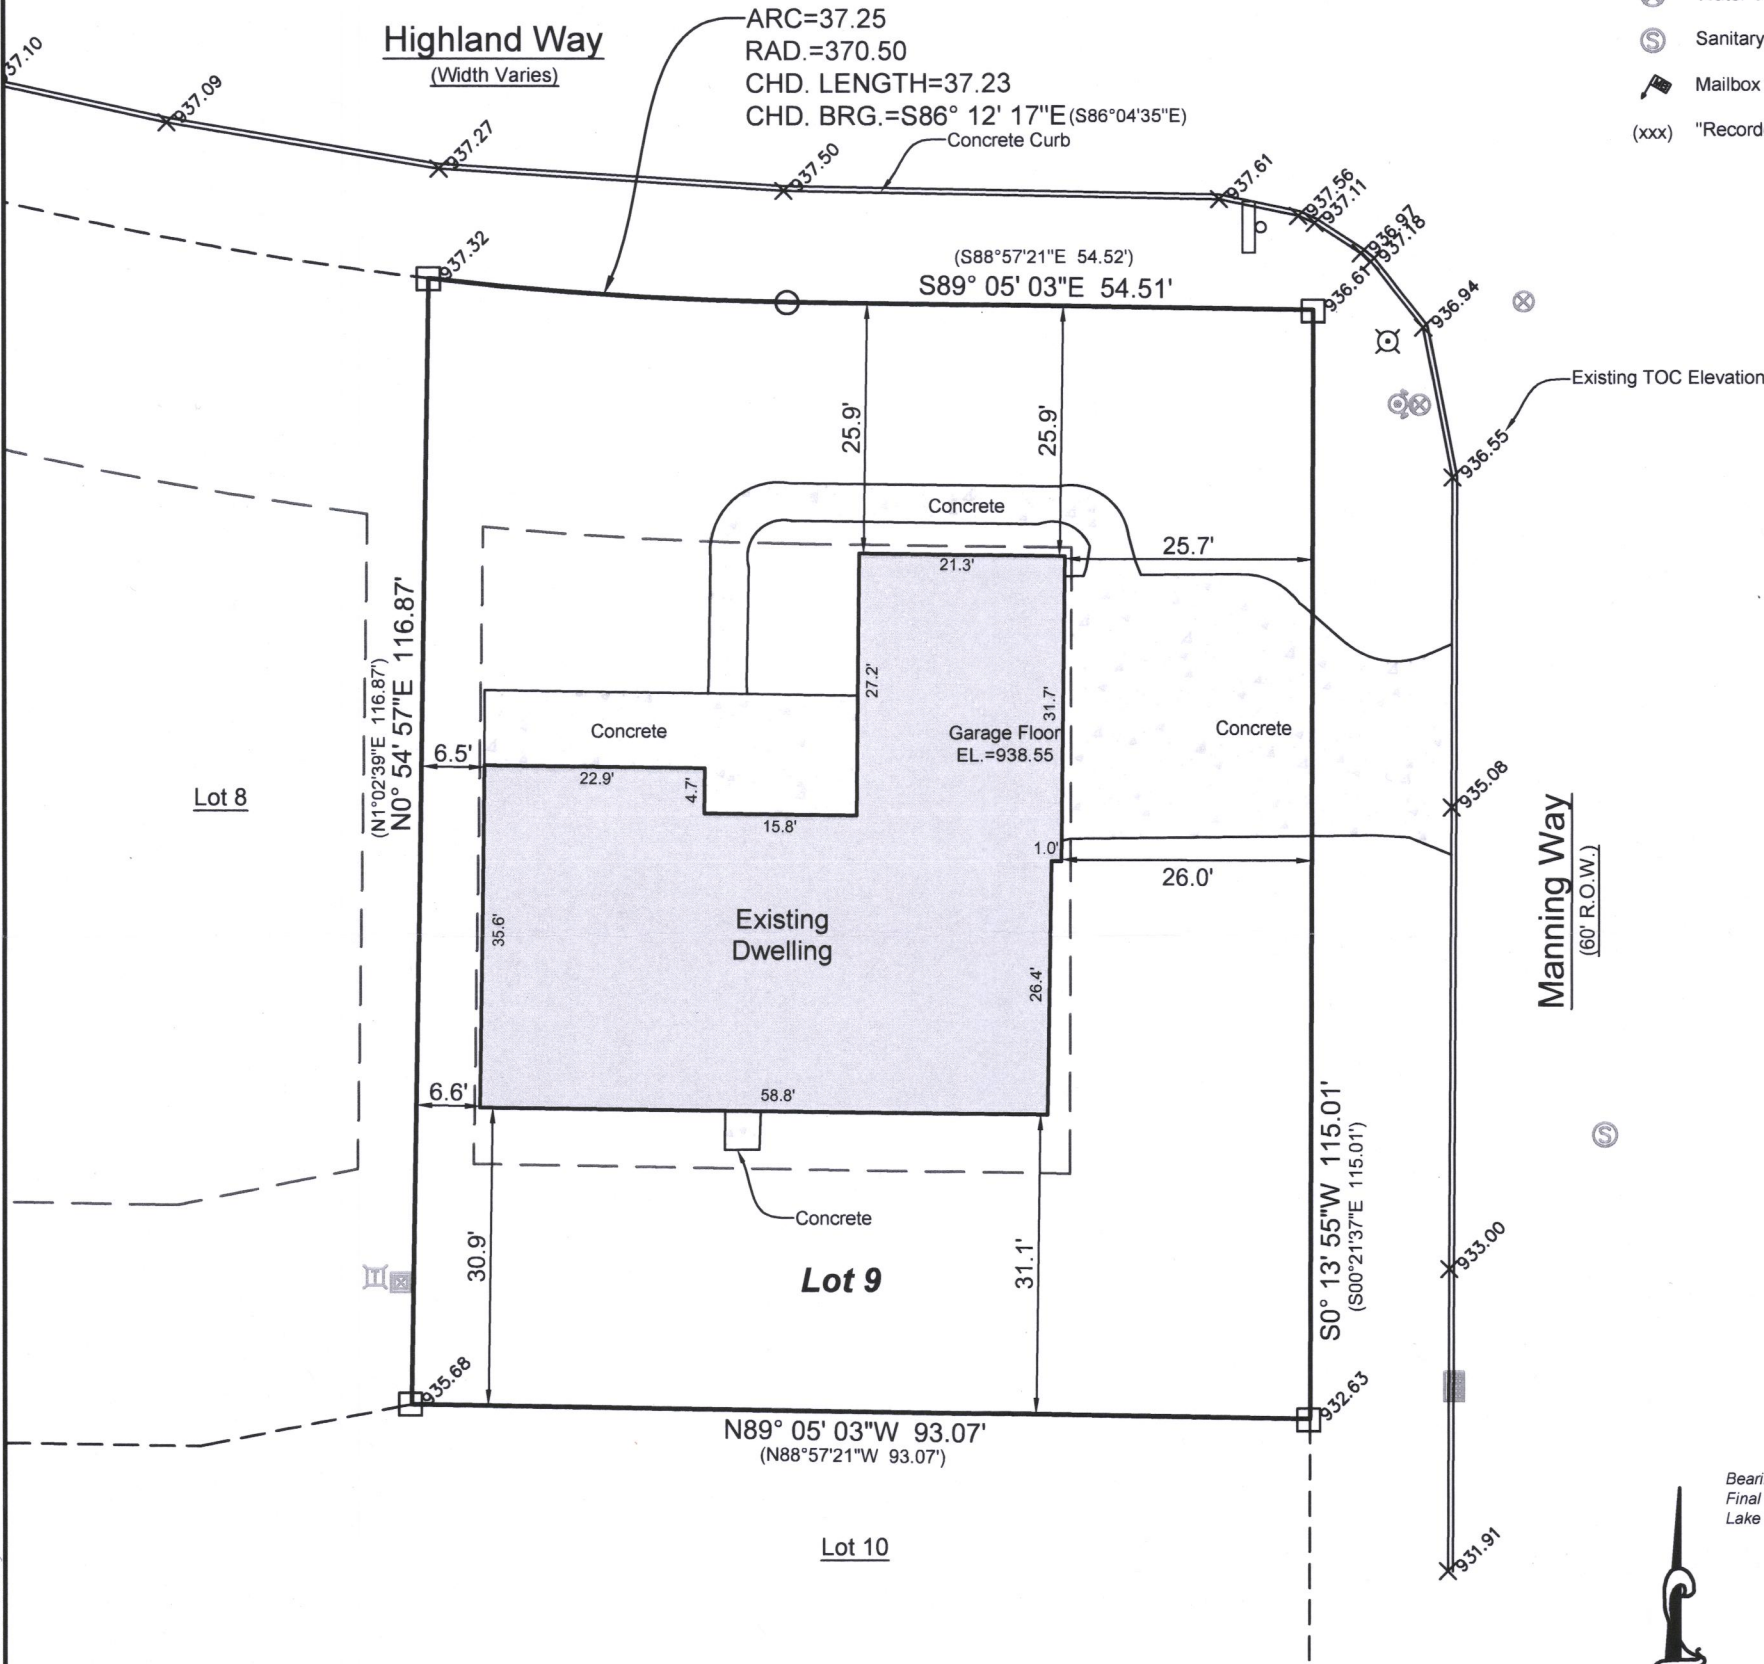 Highland Way
(Width Varies)
ARC=37.25
RAD.=370.50
CHD. LENGTH=37.23
CHD. BRG.=S86° 12' 17"E (S86°04'35"E)
Concrete Curb
Sanitary
Mailbox
(xxx) "Record
37.10
937.09
937.27
937.50
937.61
937.56
937.11
936.97
937.18
936.61
936.94
936.55
Existing TOC Elevation
937.32
(S88°57'21"E 54.52')
S89° 05' 03"E 54.51'
25.9'
25.9'
Concrete
25.7'
21.3'
27.2'
31.7'
Garage Floor
EL.=938.55
Concrete
Concrete
6.5'
22.9'
4.7'
15.8'
1.0'
26.0'
N0° 54' 57"E 116.87'
(N1°02'39"E 116.87')
Lot 8
935.08
Manning Way
(60' R.O.W.)
Existing
Dwelling
35.6'
26.4'
6.6'
58.8'
Concrete
30.9'
31.1'
Lot 9
S0° 13' 55"W 115.01'
(S00°21'37"E 115.01')
933.00
935.68
932.63
N89° 05' 03"W 93.07'
(N88°57'21"W 93.07')
Lot 10
931.91
Beari
Final
Lake